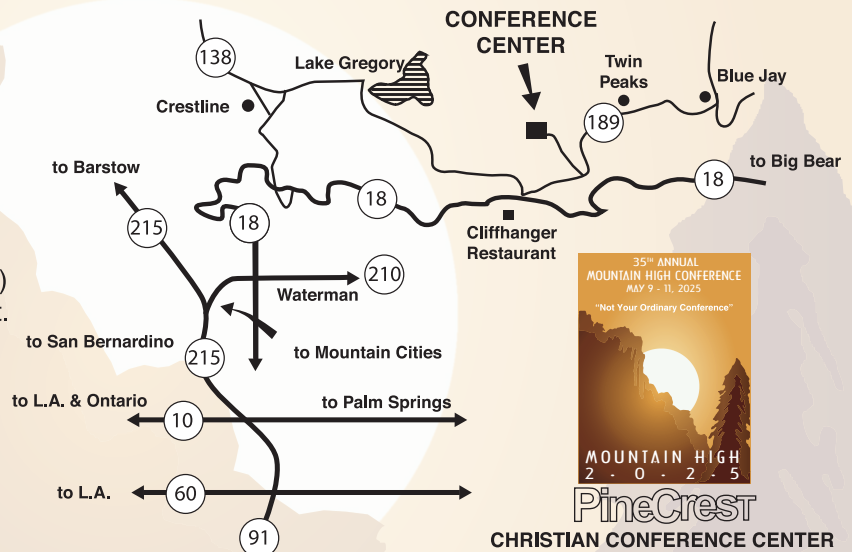 CONFERENCE
CENTER
138
Lake Gregory
Twin
Peaks
Blue Jay
Crestline
189
to Barstow
to Big Bear
18
18
18
215
Cliffhanger
Restaurant
)
t.
210
Waterman
35TH ANNUAL
MOUNTAIN HIGH CONFERENCE
MAY 9 - 11, 2025
"Not Your Ordinary Conference"
to San Bernardino
215
to Mountain Cities
to L.A. & Ontario
10
to Palm Springs
MOUNTAIN HIGH
2 - 0 - 2 - 5
to L.A.
60
PineCrest
91
CHRISTIAN CONFERENCE CENTER